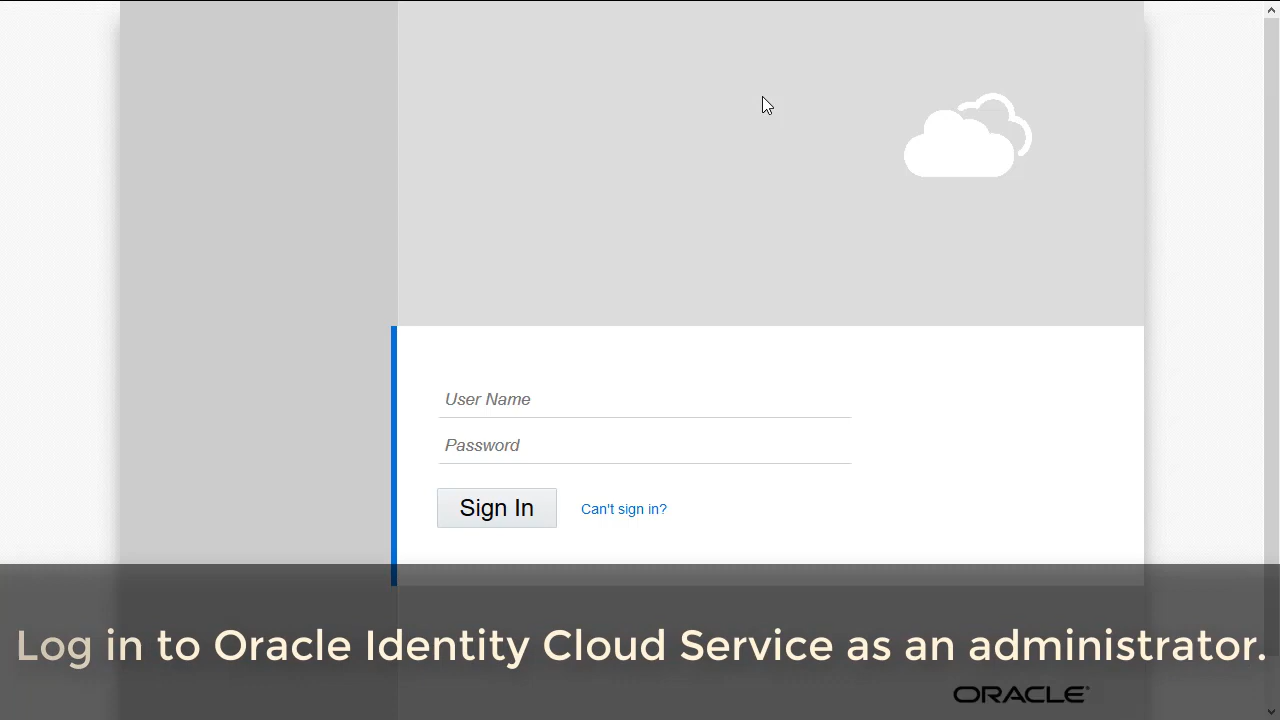 User Name
Password
Sign In
Can't sign in?
Log in to Oracle Identity Cloud Service as an administrator.
ORACLE®